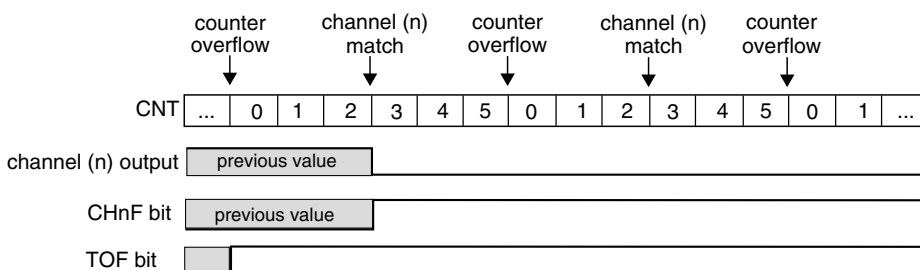 counter overflow
channel (n) match
counter overflow
channel (n) match
counter overflow
CNT ... 0 1 2 3 4 5 0 1 2 3 4 5 0 1 ...
channel (n) output previous value
CHnF bit previous value
TOF bit